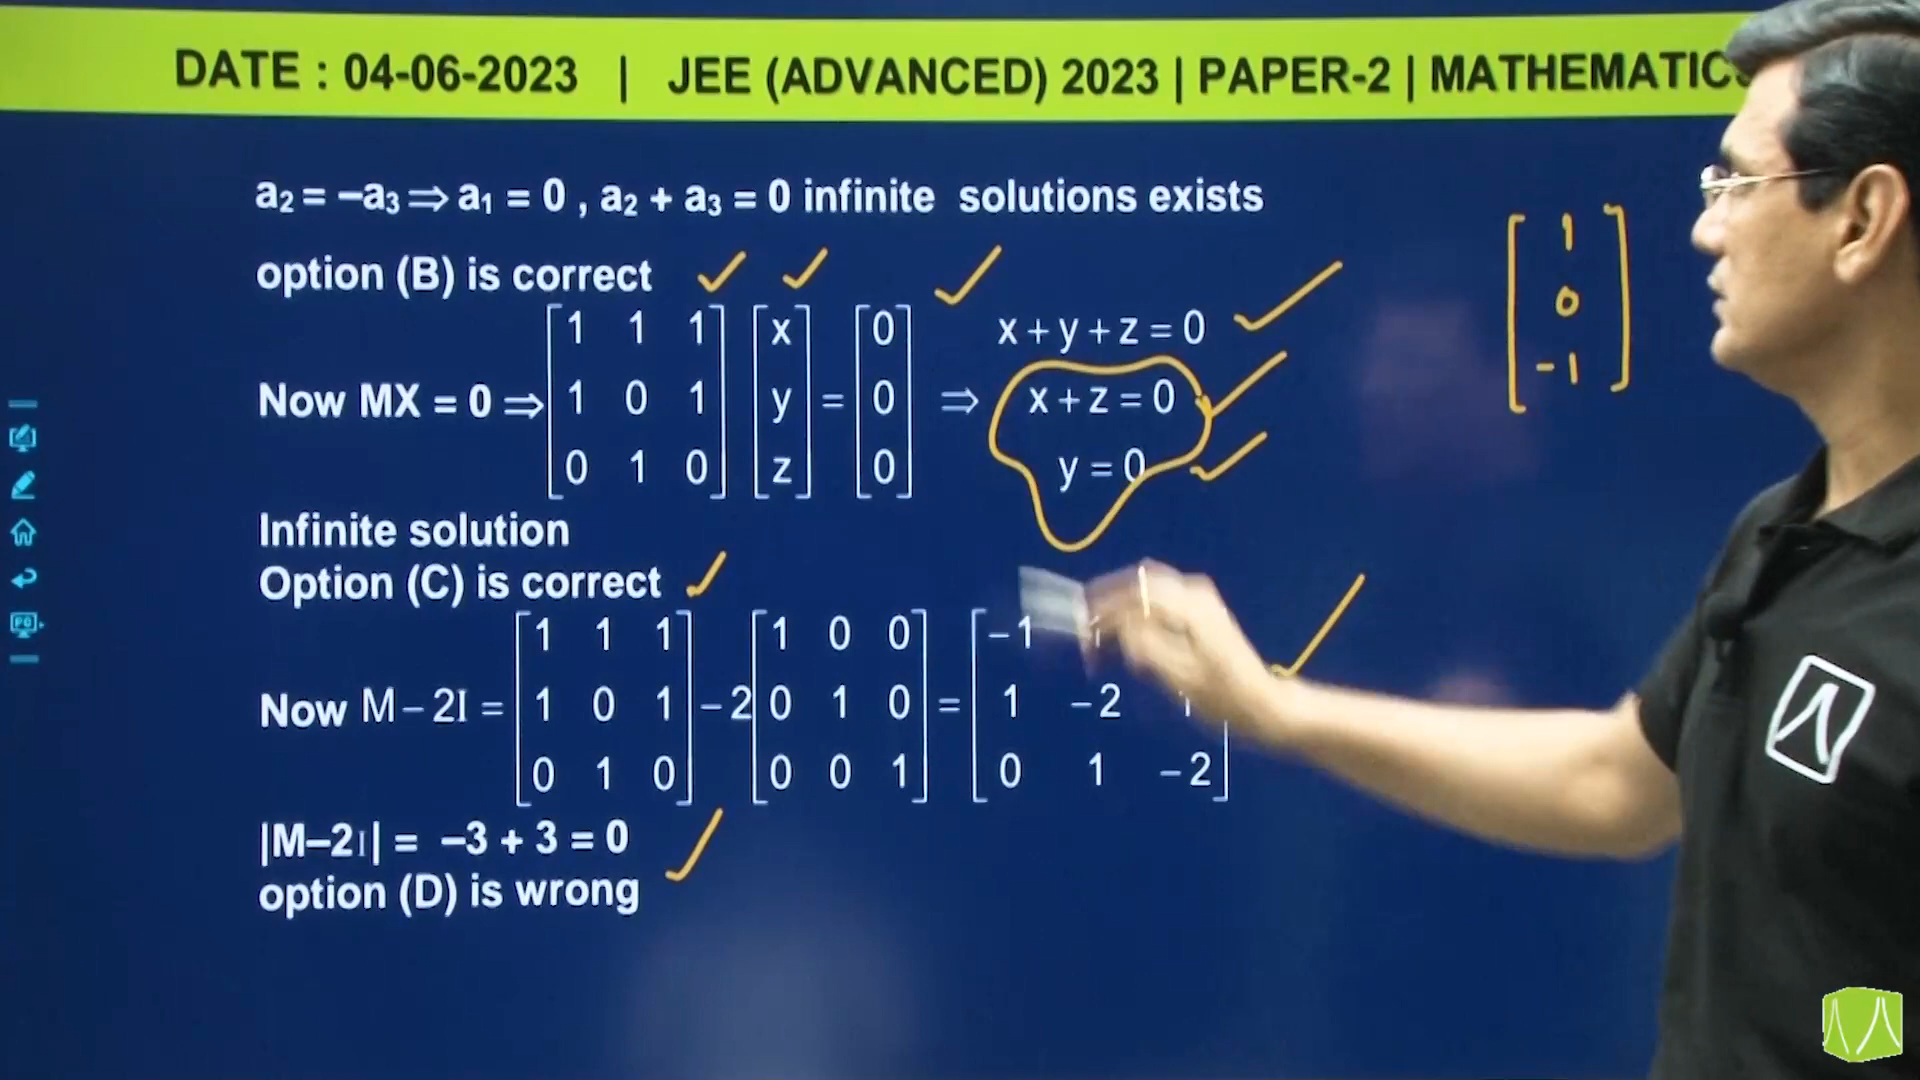 DATE : 04-06-2023 | JEE (ADVANCED) 2023 | PAPER-2 | MATHEMATICS
a₂ = –a₃ ⇒ a₁ = 0 , a₂ + a₃ = 0 infinite solutions exists
option (B) is correct
1 1 1 x 0 x + y + z = 0
Now MX = 0 ⇒ 1 0 1 y = 0 ⇒ x + z = 0
0 1 0 z 0 y = 0
1
0
-1
Infinite solution
Option (C) is correct
1 1 1 1 0 0 –1 1
Now M – 2I = 1 0 1 – 2 0 1 0 = 1 –2 1
0 1 0 0 0 1 0 1 –2
|M–2I| = –3 + 3 = 0
option (D) is wrong